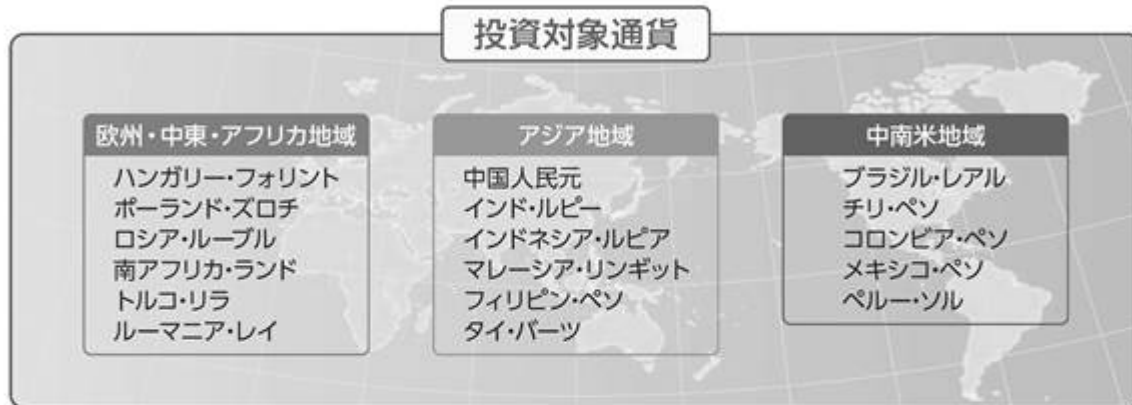 投資対象通貨
欧州・中東・アフリカ地域
ハンガリー・フォリント
ポーランド・ズロチ
ロシア・ルーブル
南アフリカ・ランド
トルコ・リラ
ルーマニア・レイ
アジア地域
中国人民元
インド・ルピー
インドネシア・ルピア
マレーシア・リンギット
フィリピン・ペソ
タイ・バーツ
中南米地域
ブラジル・レアル
チリ・ペソ
コロンビア・ペソ
メキシコ・ペソ
ペルー・ソル